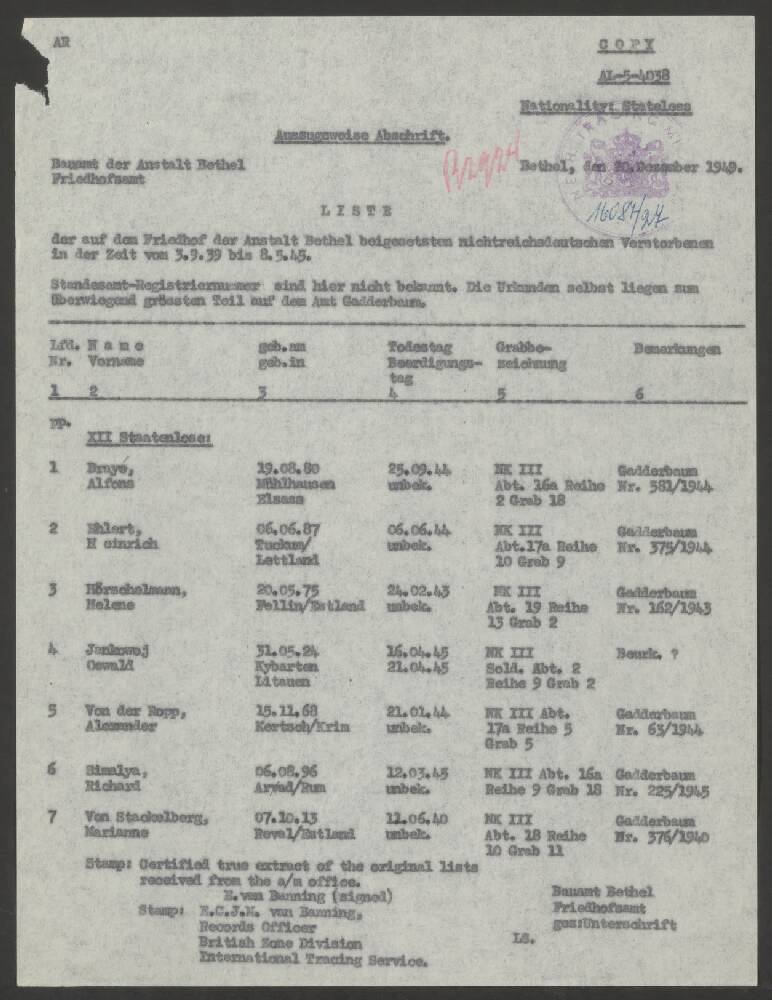 AR
COPY
AL-5-4038
Nationality: Stateless
Auszugsweise Abschrift.
Bauamt der Anstalt Bethel
Friedhofsamt
Bethel, den 20.Dezember 1949.
16084/27
LISTE
der auf dem Friedhof der Anstalt Bethel beigesetzten nichtreichsdeutschen Verstorbenen
in der Zeit vom 3.9.39 bis 8.5.45.
Standesamt-Registriernummer sind hier nicht bekannt. Die Urkunden selbst liegen zum
Überwiegend grössten Teil auf dem Amt Gadderbaum.
Lfd. Name geb.am Todestag Grabbe- Bemerkungen
Nr. Vorname geb.in Beerdigungs- zeichnung
tag
1 2 3 4 5 6
pp.
XII Staatenlose:
1 Bruyé, 19.08.80 25.09.44 NK III Gadderbaum
Alfons Mühlhausen unbek. Abt. 16a Reihe Nr. 581/1944
Elsass 2 Grab 18
2 Ehlert, 06.06.87 06.06.44 NK III Gadderbaum
H einrich Tuckum/ unbek. Abt.17a Reihe Nr. 375/1944
Lettland 10 Grab 9
3 Hörschelmann, 20.05.75 24.02.43 NK III Gadderbaum
Helene Fellin/Estland unbek. Abt. 19 Reihe Nr. 162/1943
13 Grab 2
4 Jankowoj 31.05.24 16.04.45 NK III Beurk. ?
Oswald Kybarten 21.04.45 Sold. Abt. 2
Litauen Reihe 9 Grab 2
5 Von der Ropp, 15.11.68 21.01.44 NK III Abt. Gadderbaum
Alexander Kertsch/Krim unbek. 17a Reihe 5 Nr. 63/1944
Grab 5
6 Simalya, 06.08.96 12.03.45 NK III Abt. 16a Gadderbaum
Richard Arwad/Rum unbek. Reihe 9 Grab 18 Nr. 225/1945
7 Von Stackelberg, 07.10.13 11.06.40 NK III Gadderbaum
Marianne Reval/Estland unbek. Abt. 18 Reihe Nr. 376/1940
10 Grab 11
Stamp: Certified true extract of the original lists
received from the a/m office.
E.van Banning (signed)
Stamp: E.C.J.M. van Banning,
Records Officer
British Zone Division
International Tracing Service.
Bauamt Bethel
Friedhofsamt
gez:Unterschrift
LS.